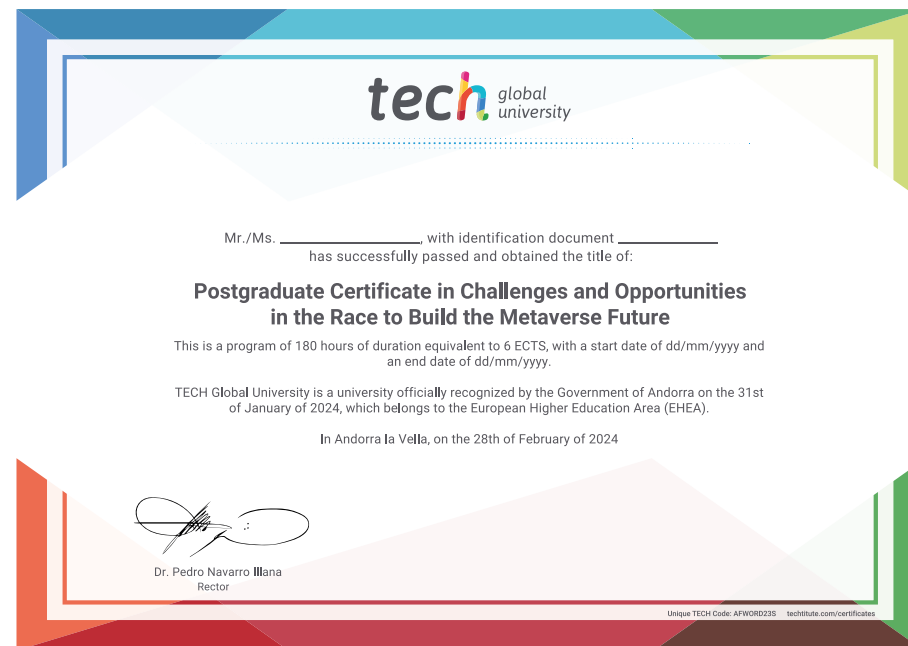 tech global
university
Mr./Ms. ____________________, with identification document ______________
has successfully passed and obtained the title of:
Postgraduate Certificate in Challenges and Opportunities
in the Race to Build the Metaverse Future
This is a program of 180 hours of duration equivalent to 6 ECTS, with a start date of dd/mm/yyyy and
an end date of dd/mm/yyyy.
TECH Global University is a university officially recognized by the Government of Andorra on the 31st
of January of 2024, which belongs to the European Higher Education Area (EHEA).
In Andorra la Vella, on the 28th of February of 2024
Dr. Pedro Navarro Illana
Rector
Unique TECH Code: AFWORD23S techtitute.com/certificates